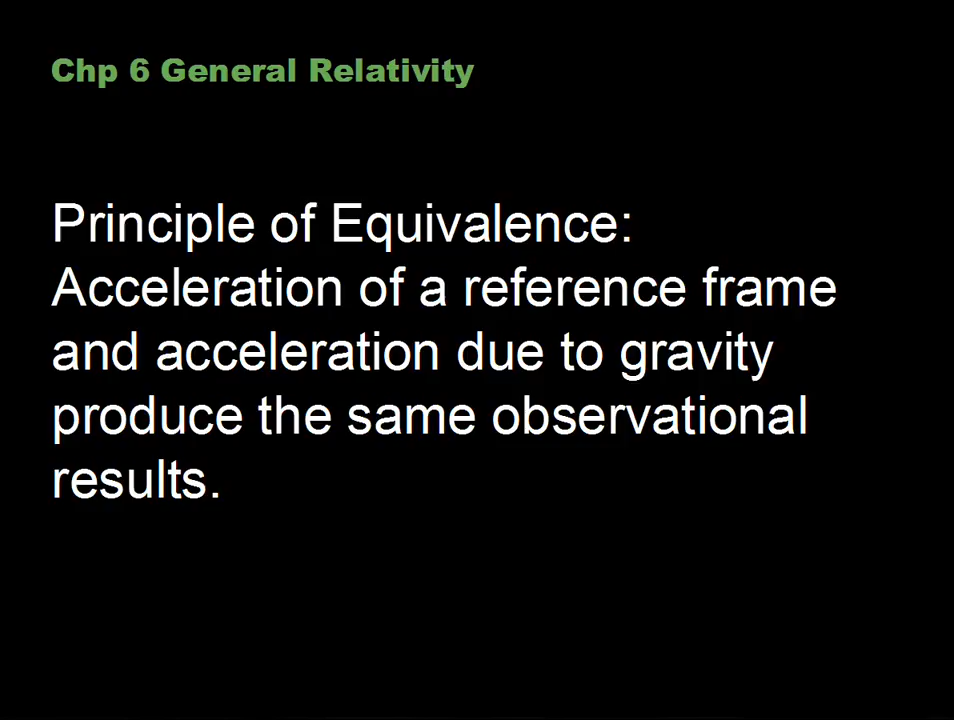 Chp 6 General Relativity
Principle of Equivalence:
Acceleration of a reference frame
and acceleration due to gravity
produce the same observational
results.